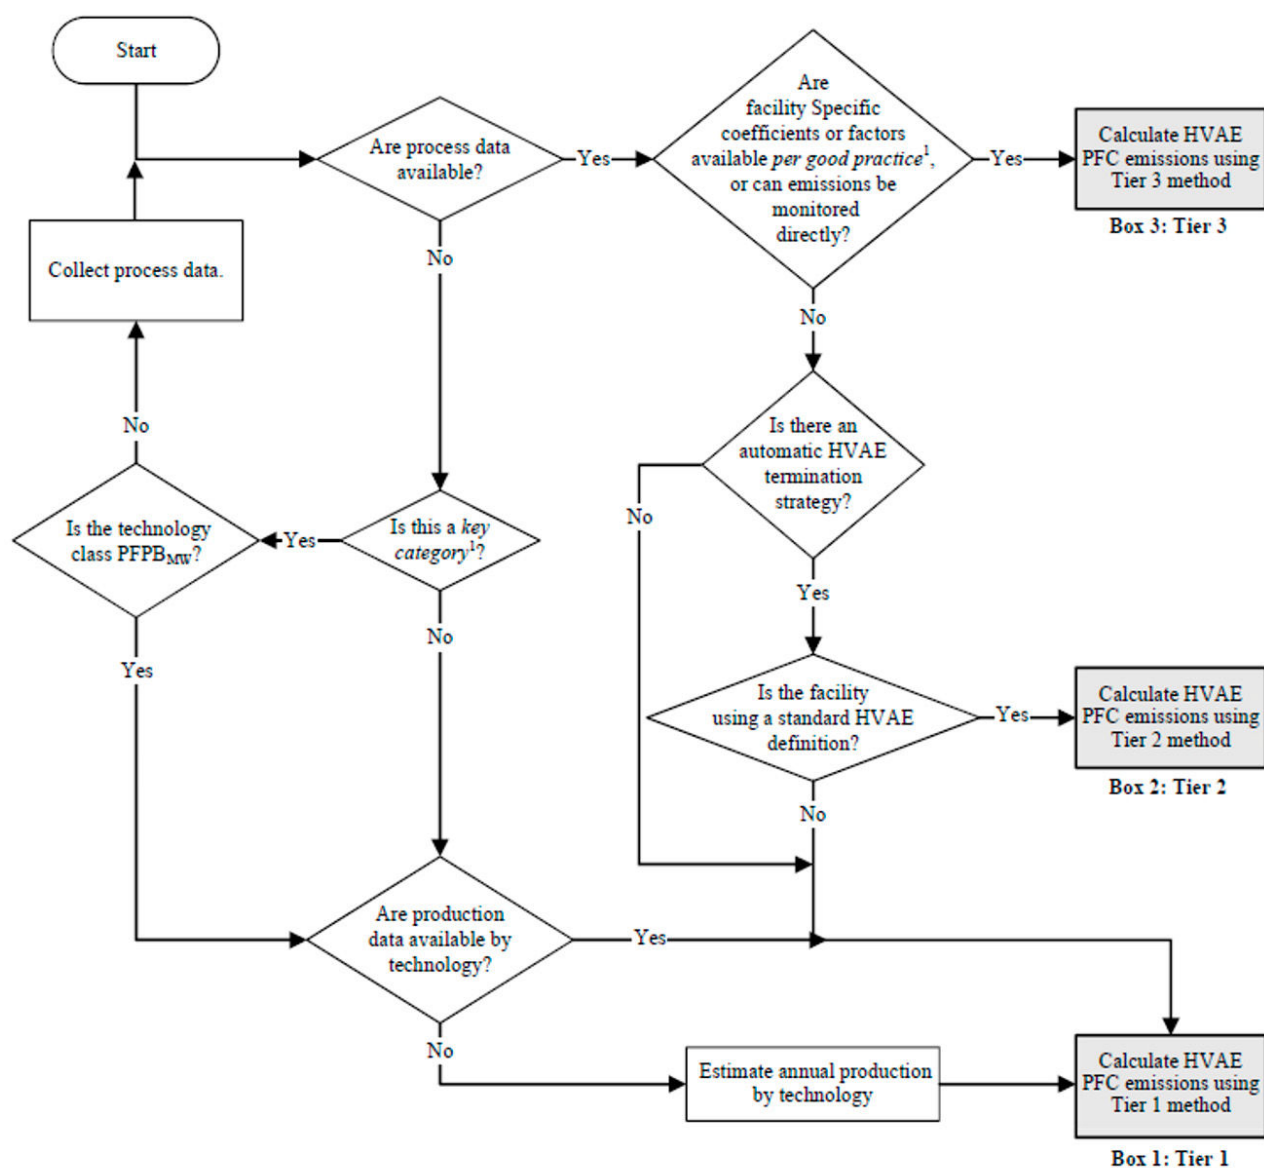 Start
Are process data
available?
Yes
Are
facility Specific
coefficients or factors
available per good practice¹,
or can emissions be
monitored
directly?
Yes
Calculate HVAE
PFC emissions using
Tier 3 method
Box 3: Tier 3
Collect process data.
No
No
Is there an
automatic HVAE
termination
strategy?
No
No
Is the technology
class PFPBMW?
Yes
Is this a key
category¹?
Yes
No
Yes
Is the facility
using a standard HVAE
definition?
Yes
Calculate HVAE
PFC emissions using
Tier 2 method
Box 2: Tier 2
No
Are production
data available by
technology?
Yes
No
Estimate annual production
by technology
Calculate HVAE
PFC emissions using
Tier 1 method
Box 1: Tier 1